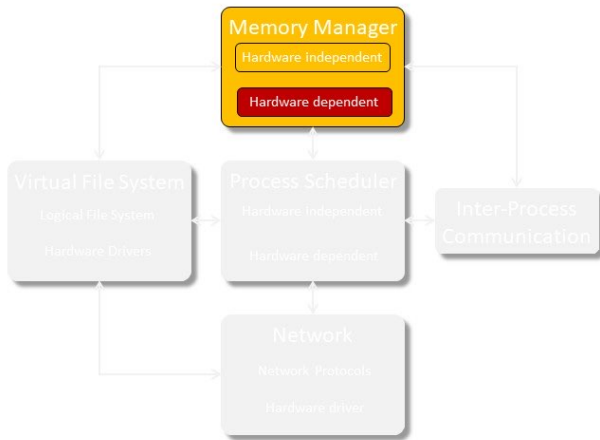 Memory Manager
Hardware independent
Hardware dependent
Virtual File System
Logical File System
Hardware Drivers
Process Scheduler
Hardware independent
Hardware dependent
Inter-Process
Communication
Network
Network Protocols
Hardware driver